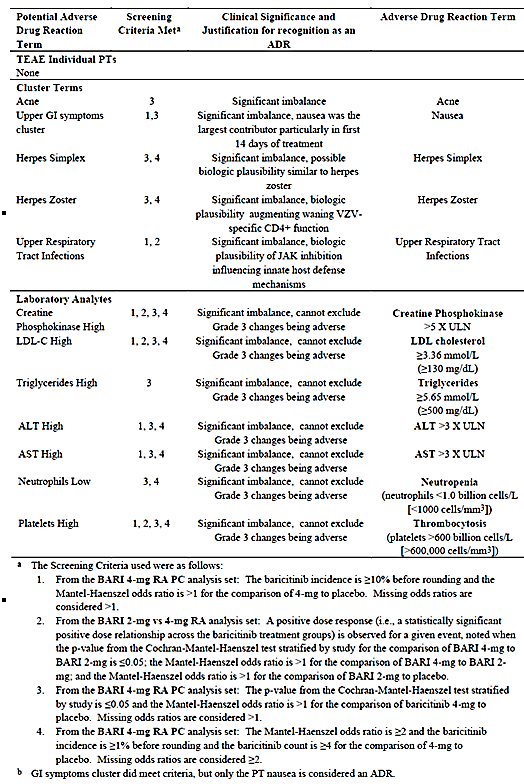 Potential Adverse Drug Reaction Term | Screening Criteria Metᵃ | Clinical Significance and Justification for recognition as an ADR | Adverse Drug Reaction Term
TEAE Individual PTs
None
Cluster Terms
Acne 3 Significant imbalance Acne
Upper GI symptoms 1,3 Significant imbalance, nausea was the Nausea
cluster largest contributor particularly in first
14 days of treatment
Herpes Simplex 3, 4 Significant imbalance, possible Herpes Simplex
biologic plausibility similar to herpes
zoster
Herpes Zoster 3, 4 Significant imbalance, biologic Herpes Zoster
plausibility augmenting waning VZV-
specific CD4+ function
Upper Respiratory 1, 2 Significant imbalance, biologic Upper Respiratory Tract
Tract Infections plausibility of JAK inhibition Infections
influencing innate host defense
mechanisms
Laboratory Analytes
Creatine 1, 2, 3, 4 Significant imbalance, cannot exclude Creatine Phosphokinase
Phosphokinase High Grade 3 changes being adverse >5 X ULN
LDL-C High 1, 2, 3, 4 Significant imbalance, cannot exclude LDL cholesterol
Grade 3 changes being adverse ≥3.36 mmol/L
(≥130 mg/dL)
Triglycerides High 3 Significant imbalance, cannot exclude Triglycerides
Grade 3 changes being adverse ≥5.65 mmol/L
(≥500 mg/dL)
ALT High 1, 3, 4 Significant imbalance, cannot exclude ALT >3 X ULN
Grade 3 changes being adverse
AST High 1, 3, 4 Significant imbalance, cannot exclude AST >3 X ULN
Grade 3 changes being adverse
Neutrophils Low 3, 4 Significant imbalance, cannot exclude Neutropenia
Grade 3 changes being adverse (neutrophils <1.0 billion cells/L
[<1000 cells/mm³])
Platelets High 1, 2, 3, 4 Significant imbalance, cannot exclude Thrombocytosis
Grade 3 changes being adverse (platelets >600 billion cells/L
[>600,000 cells/mm³])
a The Screening Criteria used were as follows:
1. From the BARI 4-mg RA PC analysis set: The baricitinib incidence is ≥10% before rounding and the
Mantel-Haenszel odds ratio is >1 for the comparison of 4-mg to placebo. Missing odds ratios are
considered >1.
2. From the BARI 2-mg vs 4-mg RA analysis set: A positive dose response (i.e., a statistically significant
positive dose relationship across the baricitinib treatment groups) is observed for a given event, noted when
the p-value from the Cochran-Mantel-Haenszel test stratified by study for the comparison of BARI 4-mg to
BARI 2-mg is ≤0.05; the Mantel-Haenszel odds ratio is >1 for the comparison of BARI 4-mg to BARI 2-
mg; and the Mantel-Haenszel odds ratio is >1 for the comparison of BARI 2-mg to placebo.
3. From the BARI 4-mg RA PC analysis set: The p-value from the Cochran-Mantel-Haenszel test stratified
by study is ≤0.05 and the Mantel-Haenszel odds ratio is >1 for the comparison of baricitinib 4-mg to
placebo. Missing odds ratios are considered >1.
4. From the BARI 4-mg RA PC analysis set: The Mantel-Haenszel odds ratio is ≥2 and the baricitinib
incidence is ≥1% before rounding and the baricitinib count is ≥4 for the comparison of 4-mg to
placebo. Missing odds ratios are considered ≥2.
b GI symptoms cluster did meet criteria, but only the PT nausea is considered an ADR.